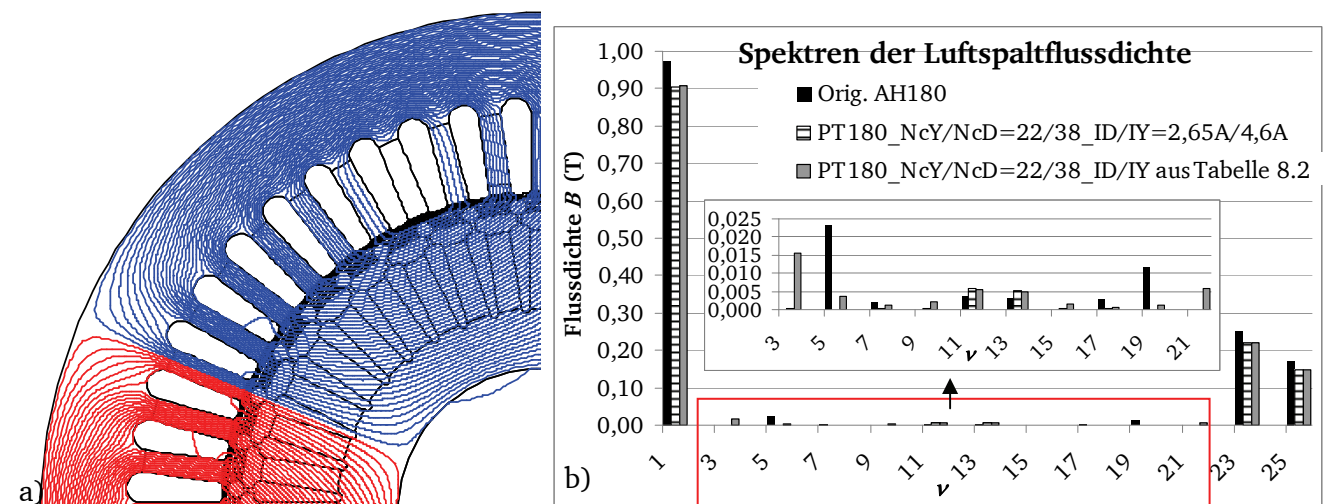 Spektren der Luftspaltflussdichte
Orig. AH180
PT180_NcY/NcD=22/38_ID/IY=2,65A/4,6A
PT180_NcY/NcD=22/38_ID/IY aus Tabelle 8.2
Flussdichte B (T)
1,00
0,90
0,80
0,70
0,60
0,50
0,40
0,30
0,20
0,10
0,00
0,025
0,020
0,015
0,010
0,005
0,000
3 5 7 9 11 13 15 17 19 21
ν
1 3 5 7 9 11 13 15 17 19 21 23 25
ν
a)
b)